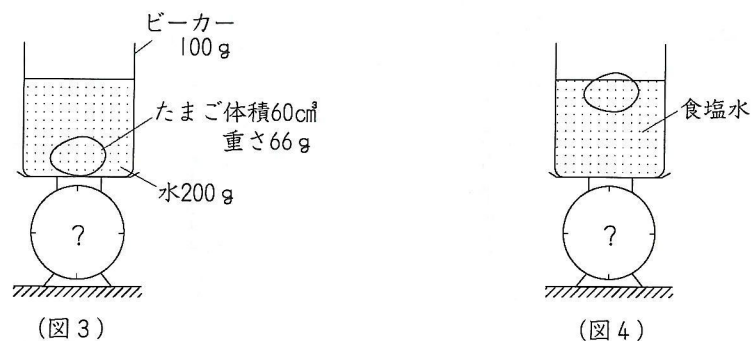 ビーカー
100g
たまご体積60cm³
重さ66g
水200g
?
(図3)
食塩水
?
(図4)